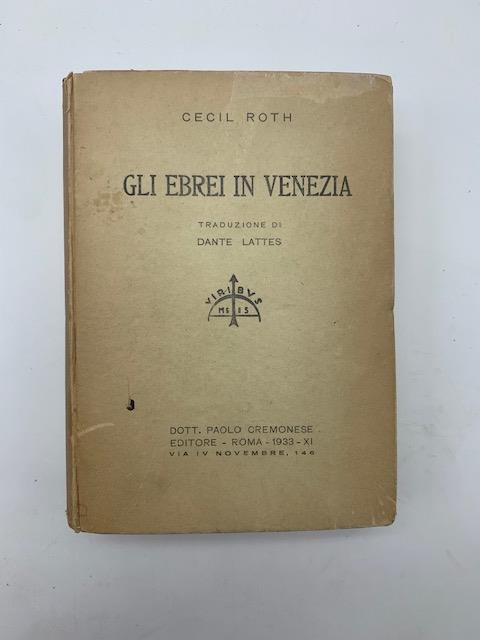 CECIL ROTH
GLI EBREI IN VENEZIA
TRADUZIONE DI
DANTE LATTES
VIRIBVS
MEIS
DOTT. PAOLO CREMONESE
EDITORE - ROMA - 1933 - XI
VIA IV NOVEMBRE, 146